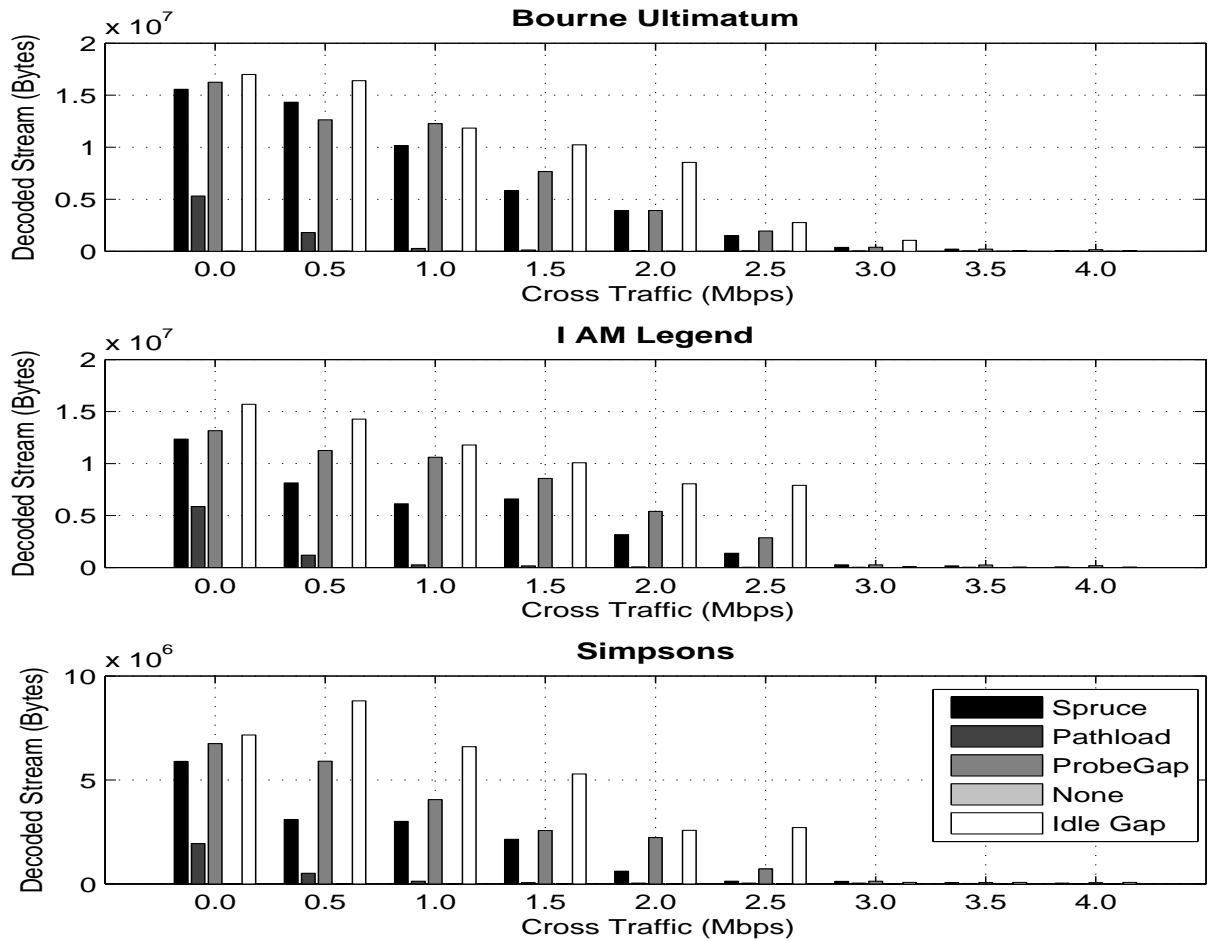 Bourne Ultimatum
x 10^7
Decoded Stream (Bytes)
2
1.5
1
0.5
0
0.0 0.5 1.0 1.5 2.0 2.5 3.0 3.5 4.0
Cross Traffic (Mbps)
I AM Legend
x 10^7
Decoded Stream (Bytes)
2
1.5
1
0.5
0
0.0 0.5 1.0 1.5 2.0 2.5 3.0 3.5 4.0
Cross Traffic (Mbps)
Simpsons
x 10^6
Decoded Stream (Bytes)
10
5
0
0.0 0.5 1.0 1.5 2.0 2.5 3.0 3.5 4.0
Cross Traffic (Mbps)
Spruce
Pathload
ProbeGap
None
Idle Gap